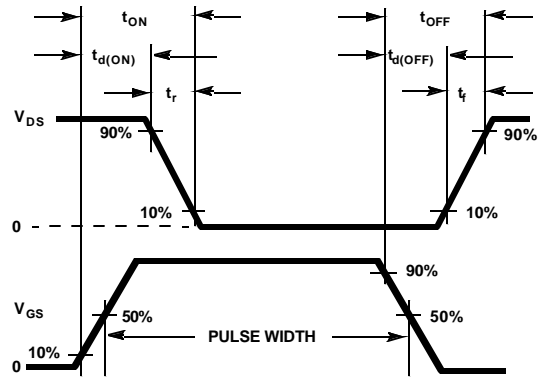 tON tOFF
td(ON) td(OFF)
tr tf
VDS
90% 90%
10% 10%
0
90%
VGS 50% 50%
PULSE WIDTH
10%
0